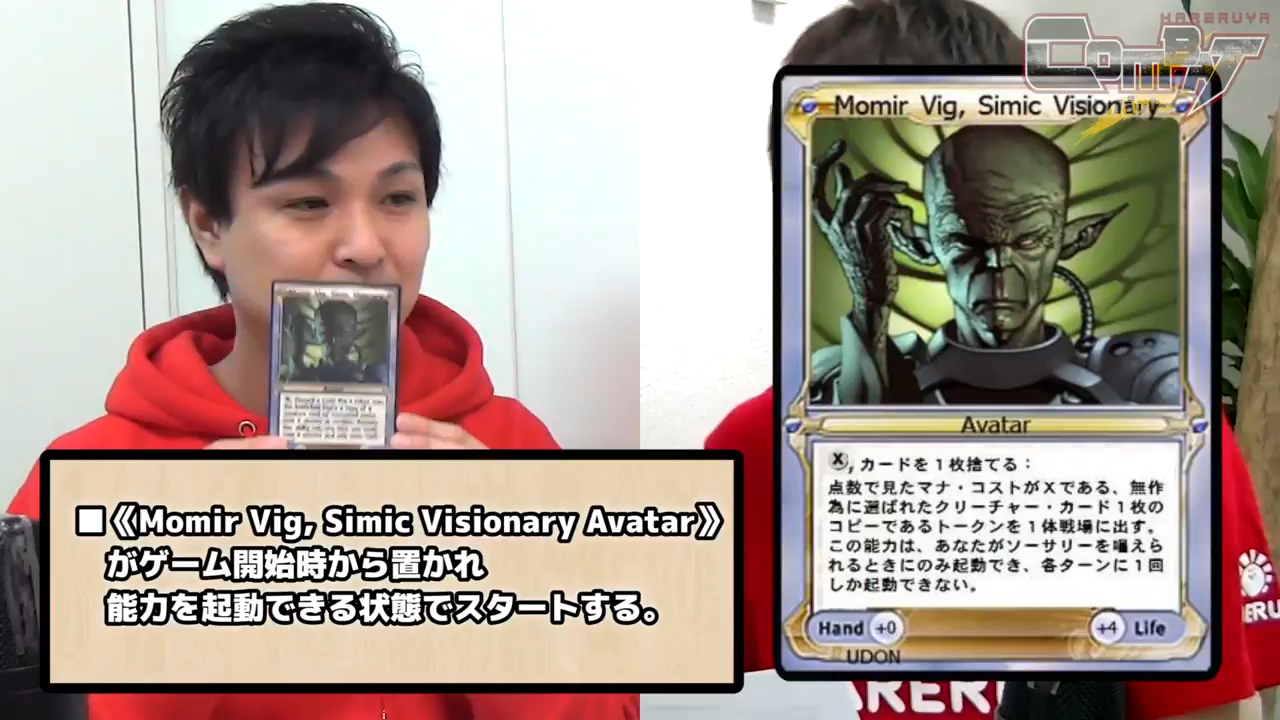 HARERUYA
COMBAT
Momir Vig, Simic Visionary
Avatar
Ⓧ, カードを1枚捨てる：
点数で見たマナ・コストがXである、無作
為に選ばれたクリーチャー・カード1枚の
コピーであるトークンを1体戦場に出す。
この能力は、あなたがソーサリーを唱えら
れるときにのみ起動でき、各ターンに1回
しか起動できない。
Hand +0
+4 Life
UDON
■《Momir Vig, Simic Visionary Avatar》
がゲーム開始時から置かれ
能力を起動できる状態でスタートする。